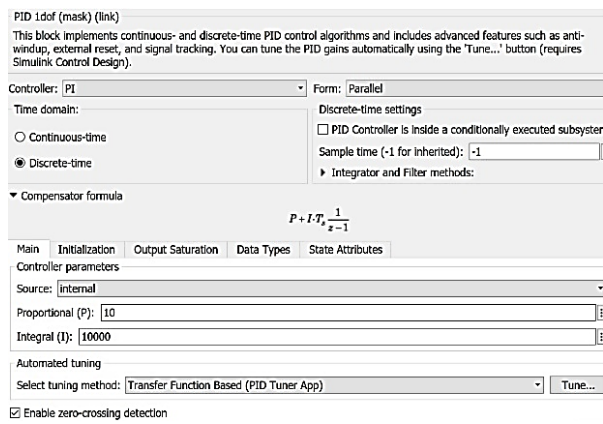 PID 1dof (mask) (link)
This block implements continuous- and discrete-time PID control algorithms and includes advanced features such as anti-
windup, external reset, and signal tracking. You can tune the PID gains automatically using the 'Tune...' button (requires
Simulink Control Design).
Controller: PI
Form: Parallel
Time domain:
Continuous-time
Discrete-time
Discrete-time settings
PID Controller is inside a conditionally executed subsyster
Sample time (-1 for inherited): -1
Integrator and Filter methods:
Compensator formula
P + I·Tₛ 1/(z−1)
Main Initialization Output Saturation Data Types State Attributes
Controller parameters
Source: internal
Proportional (P): 10
Integral (I): 10000
Automated tuning
Select tuning method: Transfer Function Based (PID Tuner App) Tune...
Enable zero-crossing detection